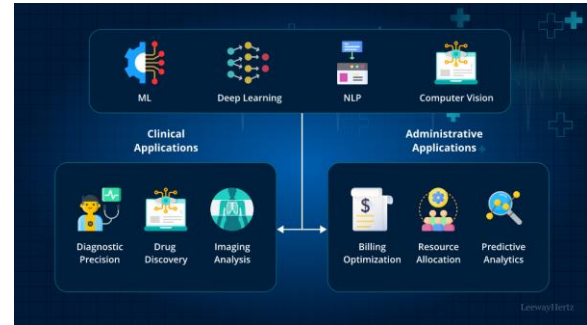 ML
Deep Learning
NLP
Computer Vision
Clinical
Applications
Administrative
Applications
Diagnostic
Precision
Drug
Discovery
Imaging
Analysis
$
Billing
Optimization
Resource
Allocation
Predictive
Analytics
LeewayHertz